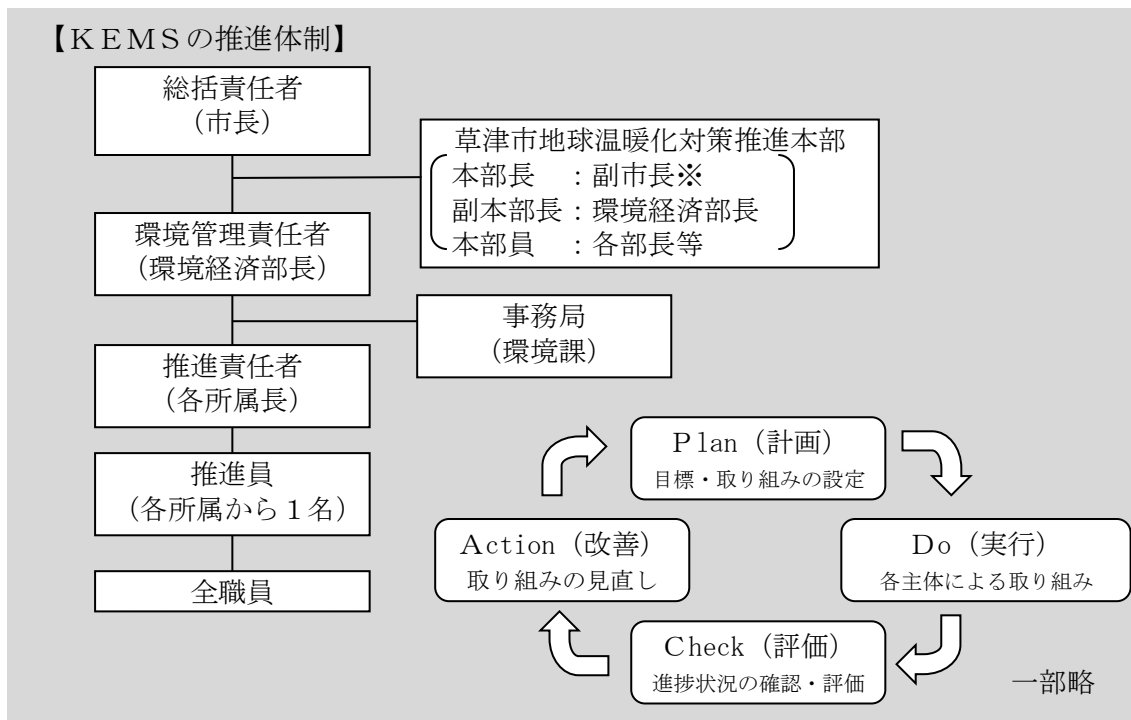 【ＫＥＭＳの推進体制】
総括責任者
（市長）
草津市地球温暖化対策推進本部
本部長　：副市長※
副本部長：環境経済部長
本部員　：各部長等
環境管理責任者
（環境経済部長）
事務局
（環境課）
推進責任者
（各所属長）
推進員
（各所属から１名）
全職員
Ｐlan（計画）
目標・取り組みの設定
Ａction（改善）
取り組みの見直し
Ｄo（実行）
各主体による取り組み
Ｃheck（評価）
進捗状況の確認・評価
一部略